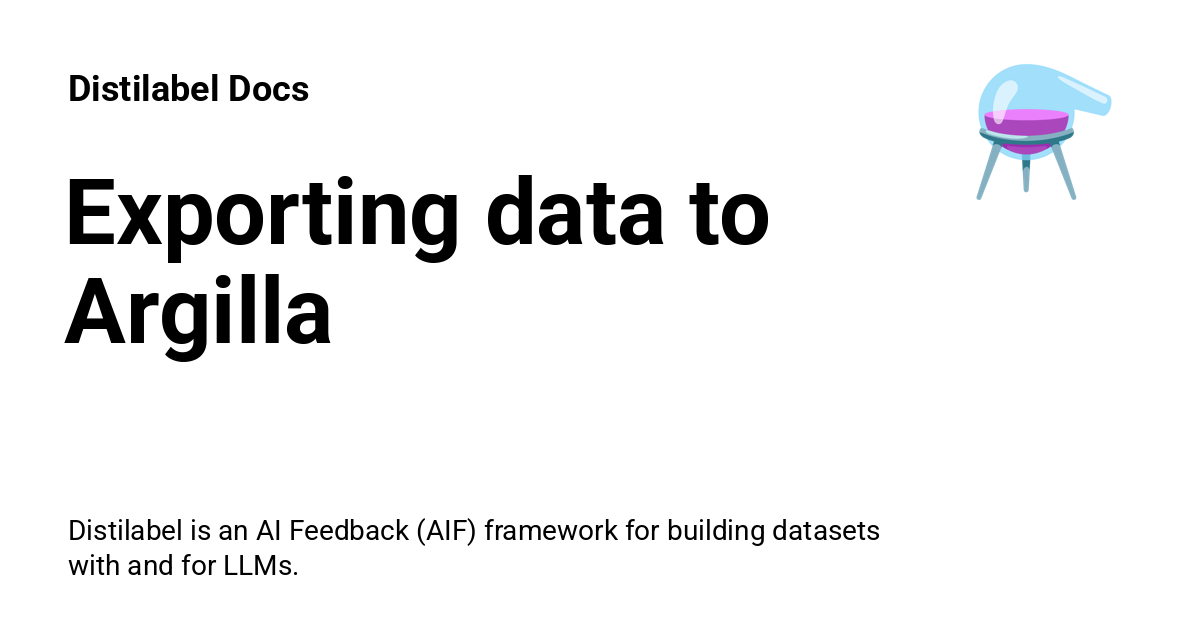 Distilabel Docs
Exporting data to
Argilla
Distilabel is an AI Feedback (AIF) framework for building datasets
with and for LLMs.